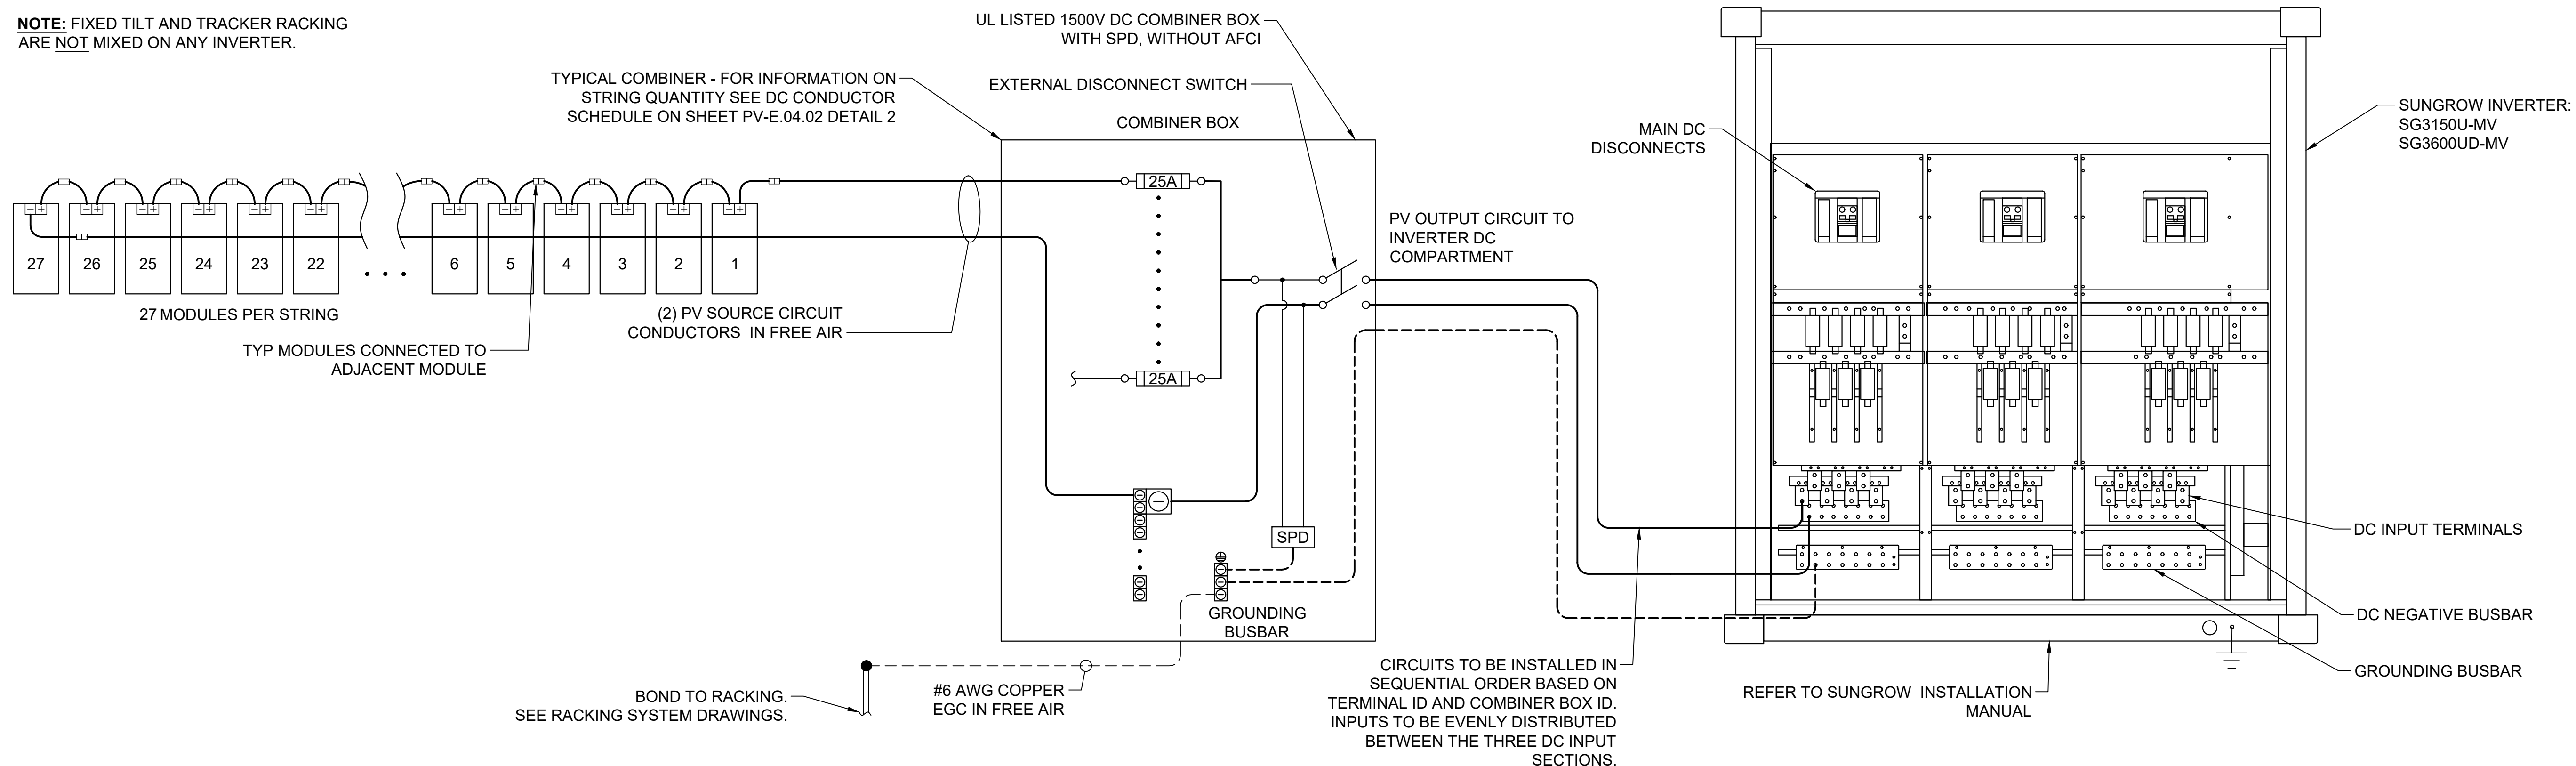 NOTE: FIXED TILT AND TRACKER RACKING
ARE NOT MIXED ON ANY INVERTER.
UL LISTED 1500V DC COMBINER BOX
WITH SPD, WITHOUT AFCI
TYPICAL COMBINER - FOR INFORMATION ON
STRING QUANTITY SEE DC CONDUCTOR
SCHEDULE ON SHEET PV-E.04.02 DETAIL 2
EXTERNAL DISCONNECT SWITCH
COMBINER BOX
MAIN DC
DISCONNECTS
SUNGROW INVERTER:
SG3150U-MV
SG3600UD-MV
25A
25A
PV OUTPUT CIRCUIT TO
INVERTER DC
COMPARTMENT
27 26 25 24 23 22 6 5 4 3 2 1
27 MODULES PER STRING
(2) PV SOURCE CIRCUIT
CONDUCTORS IN FREE AIR
TYP MODULES CONNECTED TO
ADJACENT MODULE
SPD
GROUNDING
BUSBAR
DC INPUT TERMINALS
DC NEGATIVE BUSBAR
GROUNDING BUSBAR
BOND TO RACKING.
SEE RACKING SYSTEM DRAWINGS.
#6 AWG COPPER
EGC IN FREE AIR
CIRCUITS TO BE INSTALLED IN
SEQUENTIAL ORDER BASED ON
TERMINAL ID AND COMBINER BOX ID.
INPUTS TO BE EVENLY DISTRIBUTED
BETWEEN THE THREE DC INPUT
SECTIONS.
REFER TO SUNGROW INSTALLATION
MANUAL